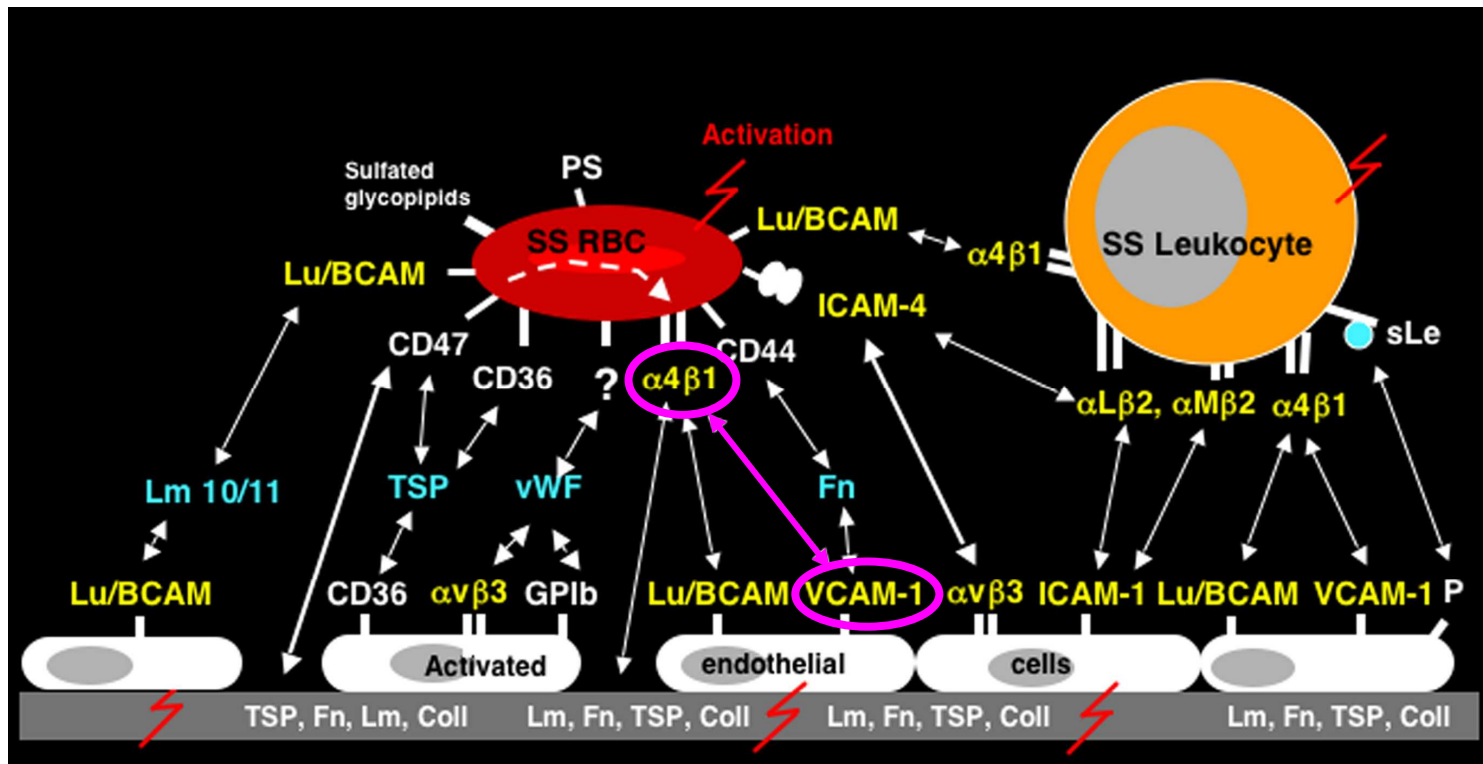 Activation
Sulfated
glycopipids
PS
SS RBC
Lu/BCAM
α4β1
SS Leukocyte
Lu/BCAM
ICAM-4
CD47
CD36
?
α4β1
CD44
sLe
αLβ2, αMβ2
α4β1
Lm 10/11
TSP
vWF
Fn
Lu/BCAM
CD36
αvβ3
GPIb
Lu/BCAM
VCAM-1
αvβ3
ICAM-1
Lu/BCAM
VCAM-1
P
Activated
endothelial
cells
TSP, Fn, Lm, Coll
Lm, Fn, TSP, Coll
Lm, Fn, TSP, Coll
Lm, Fn, TSP, Coll